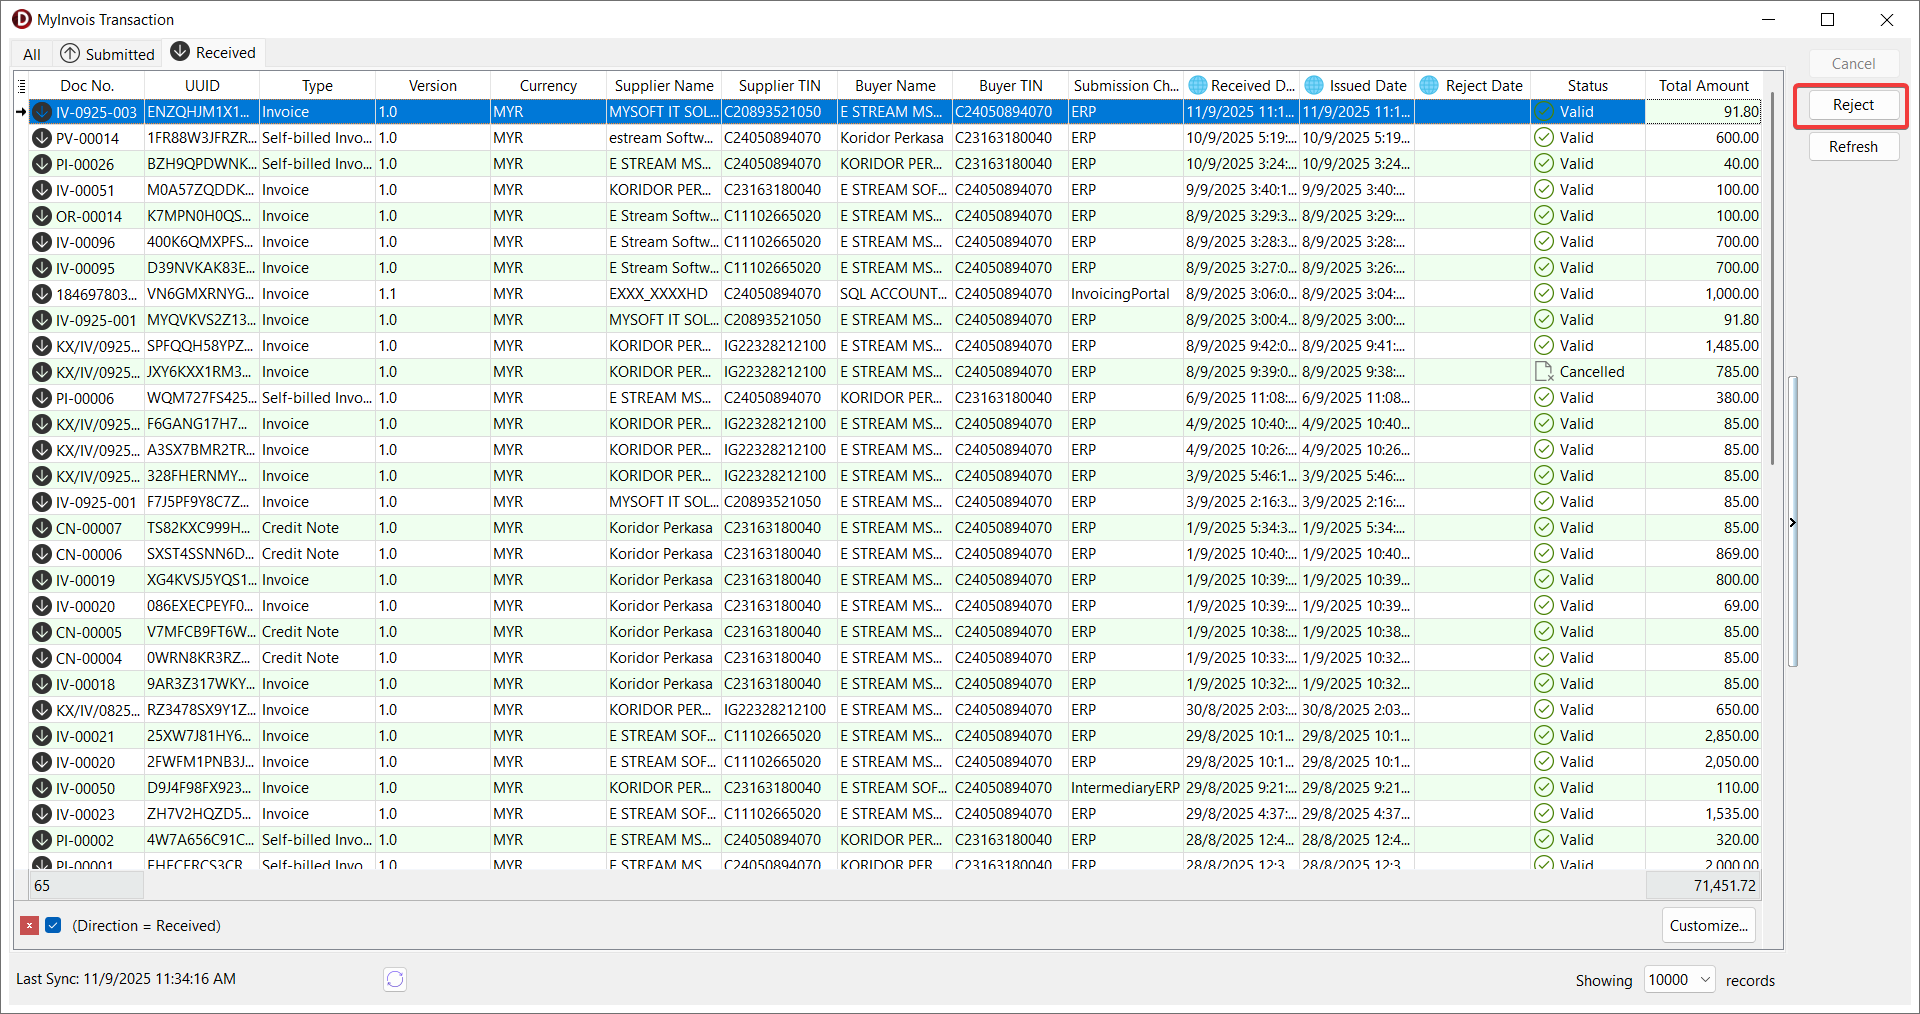 MyInvois Transaction
All Submitted Received
Cancel
Reject
Refresh
Doc No. UUID Type Version Currency Supplier Name Supplier TIN Buyer Name Buyer TIN Submission Ch... Received D... Issued Date Reject Date Status Total Amount
IV-0925-003 ENZQHJM1X1... Invoice 1.0 MYR MYSOFT IT SOL... C20893521050 E STREAM MS... C24050894070 ERP 11/9/2025 11:1... 11/9/2025 11:1... Valid 91.80
PV-00014 1FR88W3JFRZR... Self-billed Invo... 1.0 MYR estream Softw... C24050894070 Koridor Perkasa C23163180040 ERP 10/9/2025 5:19:... 10/9/2025 5:19... Valid 600.00
PI-00026 BZH9QPDWNK... Self-billed Invo... 1.0 MYR E STREAM MS... C24050894070 KORIDOR PER... C23163180040 ERP 10/9/2025 3:24:... 10/9/2025 3:24... Valid 40.00
IV-00051 M0A57ZQDDK... Invoice 1.0 MYR KORIDOR PER... C23163180040 E STREAM SOF... C24050894070 ERP 9/9/2025 3:40:1... 9/9/2025 3:40:... Valid 100.00
OR-00014 K7MPN0H0QS... Invoice 1.0 MYR E Stream Softw... C11102665020 E STREAM MS... C24050894070 ERP 8/9/2025 3:29:3... 8/9/2025 3:29:... Valid 100.00
IV-00096 400K6QMXPFS... Invoice 1.0 MYR E Stream Softw... C11102665020 E STREAM MS... C24050894070 ERP 8/9/2025 3:28:3... 8/9/2025 3:28:... Valid 700.00
IV-00095 D39NVKAK83E... Invoice 1.0 MYR E Stream Softw... C11102665020 E STREAM MS... C24050894070 ERP 8/9/2025 3:27:0... 8/9/2025 3:26:... Valid 700.00
184697803... VN6GMXRNYG... Invoice 1.1 MYR EXXX_XXXXHD C24050894070 SQL ACCOUNT... C24050894070 InvoicingPortal 8/9/2025 3:06:0... 8/9/2025 3:04:... Valid 1,000.00
IV-0925-001 MYQVKVS2Z13... Invoice 1.0 MYR MYSOFT IT SOL... C20893521050 E STREAM MS... C24050894070 ERP 8/9/2025 3:00:4... 8/9/2025 3:00:... Valid 91.80
KX/IV/0925... SPFQQH58YPZ... Invoice 1.0 MYR KORIDOR PER... IG22328212100 E STREAM MS... C24050894070 ERP 8/9/2025 9:42:0... 8/9/2025 9:41:... Valid 1,485.00
KX/IV/0925... JXY6KXX1RM3... Invoice 1.0 MYR KORIDOR PER... IG22328212100 E STREAM MS... C24050894070 ERP 8/9/2025 9:39:0... 8/9/2025 9:38:... Cancelled 785.00
PI-00006 WQM727FS425... Self-billed Invo... 1.0 MYR E STREAM MS... C24050894070 KORIDOR PER... C23163180040 ERP 6/9/2025 11:08:... 6/9/2025 11:08... Valid 380.00
KX/IV/0925... F6GANG17H7... Invoice 1.0 MYR KORIDOR PER... IG22328212100 E STREAM MS... C24050894070 ERP 4/9/2025 10:40:... 4/9/2025 10:40... Valid 85.00
KX/IV/0925... A3SX7BMR2TR... Invoice 1.0 MYR KORIDOR PER... IG22328212100 E STREAM MS... C24050894070 ERP 4/9/2025 10:26:... 4/9/2025 10:26... Valid 85.00
KX/IV/0925... 328FHERNMY... Invoice 1.0 MYR KORIDOR PER... IG22328212100 E STREAM MS... C24050894070 ERP 3/9/2025 5:46:1... 3/9/2025 5:46:... Valid 85.00
IV-0925-001 F7J5PF9Y8C7Z... Invoice 1.0 MYR MYSOFT IT SOL... C20893521050 E STREAM MS... C24050894070 ERP 3/9/2025 2:16:3... 3/9/2025 2:16:... Valid 85.00
CN-00007 TS82KXC999H... Credit Note 1.0 MYR Koridor Perkasa C23163180040 E STREAM MS... C24050894070 ERP 1/9/2025 5:34:3... 1/9/2025 5:34:... Valid 85.00
CN-00006 SXST4SSNN6D... Credit Note 1.0 MYR Koridor Perkasa C23163180040 E STREAM MS... C24050894070 ERP 1/9/2025 10:40:... 1/9/2025 10:40... Valid 869.00
IV-00019 XG4KVSJ5YQS1... Invoice 1.0 MYR Koridor Perkasa C23163180040 E STREAM MS... C24050894070 ERP 1/9/2025 10:39:... 1/9/2025 10:39... Valid 800.00
IV-00020 086EXECPEYF0... Invoice 1.0 MYR Koridor Perkasa C23163180040 E STREAM MS... C24050894070 ERP 1/9/2025 10:39:... 1/9/2025 10:39... Valid 69.00
CN-00005 V7MFCB9FT6W... Credit Note 1.0 MYR Koridor Perkasa C23163180040 E STREAM MS... C24050894070 ERP 1/9/2025 10:38:... 1/9/2025 10:38... Valid 85.00
CN-00004 0WRN8KR3RZ... Credit Note 1.0 MYR Koridor Perkasa C23163180040 E STREAM MS... C24050894070 ERP 1/9/2025 10:33:... 1/9/2025 10:32... Valid 85.00
IV-00018 9AR3Z317WKY... Invoice 1.0 MYR Koridor Perkasa C23163180040 E STREAM MS... C24050894070 ERP 1/9/2025 10:32:... 1/9/2025 10:32... Valid 85.00
KX/IV/0825... RZ3478SX9Y1Z... Invoice 1.0 MYR KORIDOR PER... IG22328212100 E STREAM MS... C24050894070 ERP 30/8/2025 2:03:... 30/8/2025 2:03... Valid 650.00
IV-00021 25XW7J81HY6... Invoice 1.0 MYR E STREAM SOF... C11102665020 E STREAM MS... C24050894070 ERP 29/8/2025 10:1... 29/8/2025 10:1... Valid 2,850.00
IV-00020 2FWFM1PNB3J... Invoice 1.0 MYR E STREAM SOF... C11102665020 E STREAM MS... C24050894070 ERP 29/8/2025 10:1... 29/8/2025 10:1... Valid 2,050.00
IV-00050 D9J4F98FX923... Invoice 1.0 MYR KORIDOR PER... C23163180040 E STREAM SOF... C24050894070 IntermediaryERP 29/8/2025 9:21:... 29/8/2025 9:21... Valid 110.00
IV-00023 ZH7V2HQZD5... Invoice 1.0 MYR E STREAM SOF... C11102665020 E STREAM MS... C24050894070 ERP 29/8/2025 4:37:... 29/8/2025 4:37... Valid 1,535.00
PI-00002 4W7A656C91C... Self-billed Invo... 1.0 MYR E STREAM MS... C24050894070 KORIDOR PER... C23163180040 ERP 28/8/2025 12:4... 28/8/2025 12:4... Valid 320.00
PI-00001 Self-billed Invo... 1.0 MYR E STREAM MS... C24050894070 KORIDOR PER... C23163180040 ERP 28/8/2025 12:3... 28/8/2025 12:3... Valid 2,000.00
65 71,451.72
(Direction = Received) Customize...
Last Sync: 11/9/2025 11:34:16 AM Showing 10000 records